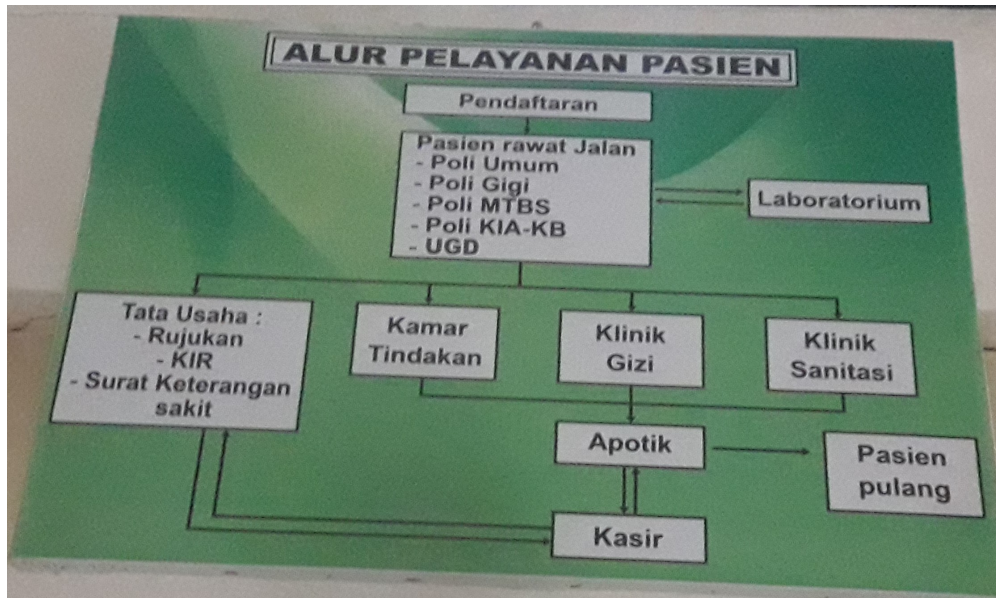 ALUR PELAYANAN PASIEN
Pendaftaran
Pasien rawat Jalan
- Poli Umum
- Poli Gigi
- Poli MTBS
- Poli KIA-KB
- UGD
Laboratorium
Tata Usaha :
- Rujukan
- KIR
- Surat Keterangan
sakit
Kamar
Tindakan
Klinik
Gizi
Klinik
Sanitasi
Apotik
Pasien
pulang
Kasir